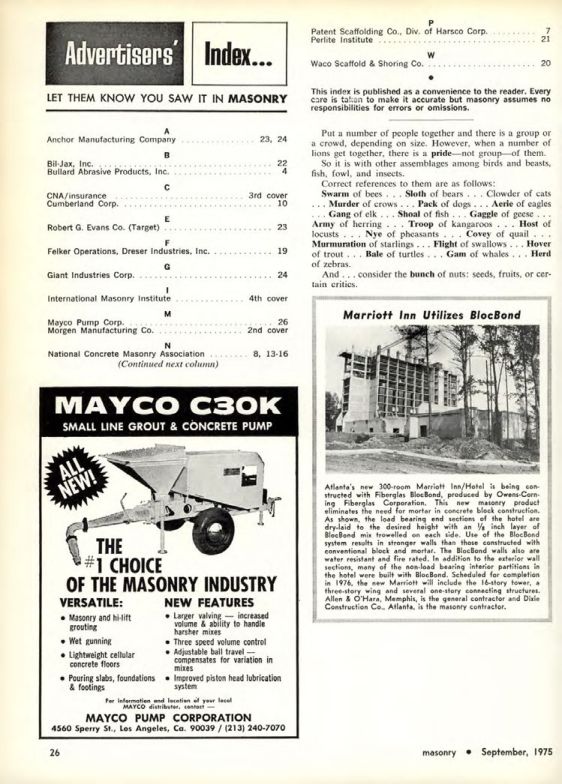 Advertisers'
Index...
LET THEM KNOW YOU SAW IT IN MASONRY
A
Anchor Manufacturing Company . . . . . . . . . . . . . . . 23, 24
B
Bil-Jax, Inc. . . . . . . . . . . . . . . . . . . . . . . . . . . . . . . . 22
Bullard Abrasive Products, Inc. . . . . . . . . . . . . . . . . . . . 4
C
CNA/insurance . . . . . . . . . . . . . . . . . . . . . . 3rd cover
Cumberland Corp. . . . . . . . . . . . . . . . . . . . . . . . . . . 10
E
Robert G. Evans Co. (Target) . . . . . . . . . . . . . . . . . . . 23
F
Felker Operations, Dreser Industries, Inc. . . . . . . . . . . . 19
G
Giant Industries Corp. . . . . . . . . . . . . . . . . . . . . . . . 24
I
International Masonry Institute . . . . . . . . . . . . 4th cover
M
Mayco Pump Corp. . . . . . . . . . . . . . . . . . . . . . . . . . 26
Morgen Manufacturing Co. . . . . . . . . . . . . . . . 2nd cover
N
National Concrete Masonry Association . . . . . . . . 8, 13-16
(Continued next column)
MAYCO C30K
SMALL LINE GROUT & CONCRETE PUMP
ALL
NEW!
THE
#1 CHOICE
OF THE MASONRY INDUSTRY
VERSATILE:
• Masonry and hi-lift
grouting
• Wet gunning
• Lightweight cellular
concrete floors
• Pouring slabs, foundations
& footings
NEW FEATURES
• Larger valving — increased
volume & ability to handle
harsher mixes
• Three speed volume control
• Adjustable ball travel —
compensates for variation in
mixes
• Improved piston head lubrication
system
For information and location of your local
MAYCO distributor, contact —
MAYCO PUMP CORPORATION
4560 Sperry St., Los Angeles, Ca. 90039 / (213) 240-7070
P
Patent Scaffolding Co., Div. of Harsco Corp. . . . . . . . . . 7
Perlite Institute . . . . . . . . . . . . . . . . . . . . . . . . . . . . 21
W
Waco Scaffold & Shoring Co. . . . . . . . . . . . . . . . . . . . 20
•
This index is published as a convenience to the reader. Every
care is taken to make it accurate but masonry assumes no
responsibilities for errors or omissions.
Put a number of people together and there is a group or
a crowd, depending on size. However, when a number of
lions get together, there is a pride—not group—of them.
So it is with other assemblages among birds and beasts,
fish, fowl, and insects.
Correct references to them are as follows:
Swarm of bees . . . Sloth of bears . . . Clowder of cats
. . . Murder of crows . . . Pack of dogs . . . Aerie of eagles
. . . Gang of elk . . . Shoal of fish . . . Gaggle of geese . . .
Army of herring . . . Troop of kangaroos . . . Host of
locusts . . . Nye of pheasants . . . Covey of quail . . .
Murmuration of starlings . . . Flight of swallows . . . Hover
of trout . . . Bale of turtles . . . Gam of whales . . . Herd
of zebras.
And . . . consider the bunch of nuts: seeds, fruits, or cer-
tain critics.
Marriott Inn Utilizes BlocBond
Atlanta's new 300-room Marriott Inn/Hotel is being con-
structed with Fiberglas BlocBond, produced by Owens-Corn-
ing Fiberglas Corporation. This new masonry product
eliminates the need for mortar in concrete block construction.
As shown, the load bearing end sections of the hotel are
dry-laid to the desired height with an ⅛ inch layer of
BlocBond mix trowelled on each side. Use of the BlocBond
system results in stronger walls than those constructed with
conventional block and mortar. The BlocBond walls also are
water resistant and fire rated. In addition to the exterior wall
sections, many of the non-load bearing interior partitions in
the hotel were built with BlocBond. Scheduled for completion
in 1976, the new Marriott will include the 16-story tower, a
three-story wing and several one-story connecting structures.
Allen & O'Hara, Memphis, is the general contractor and Dixie
Construction Co., Atlanta, is the masonry contractor.
26
masonry • September, 1975